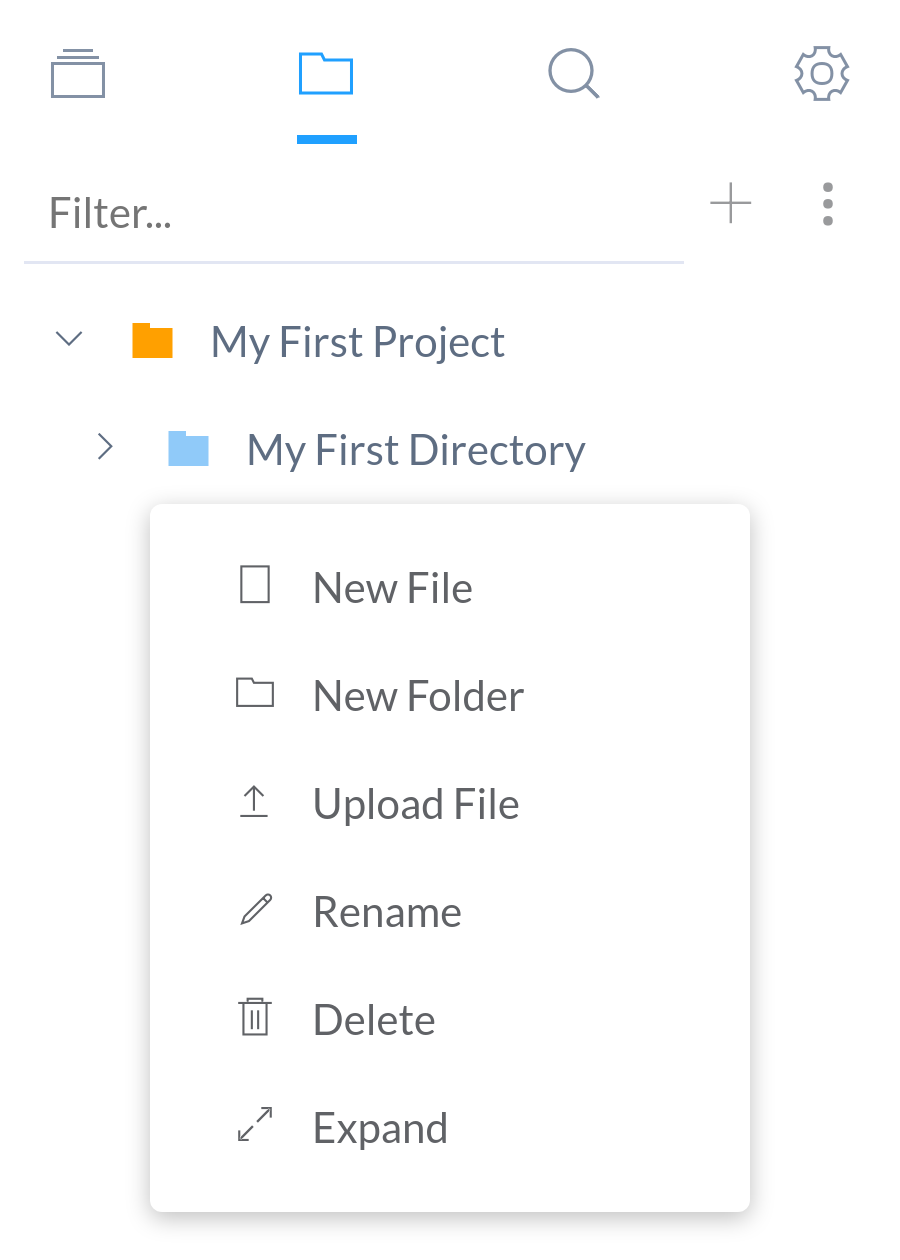 Filter...
My First Project
My First Directory
New File
New Folder
Upload File
Rename
Delete
Expand